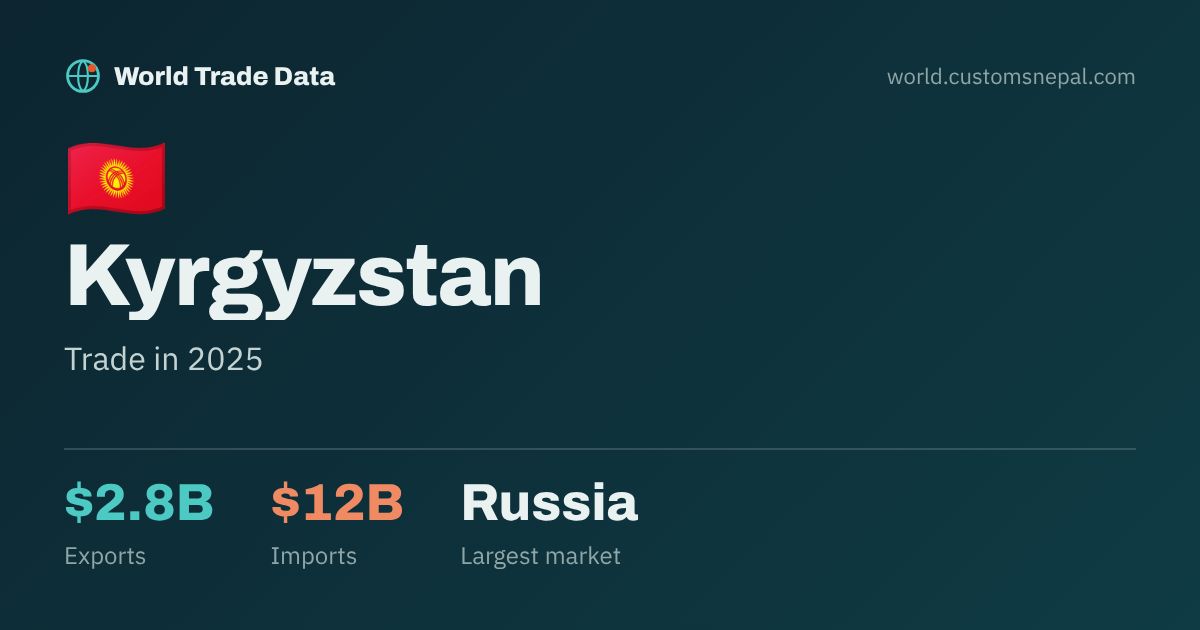 World Trade Data
world.customsnepal.com
Kyrgyzstan
Trade in 2025
$2.8B
Exports
$12B
Imports
Russia
Largest market